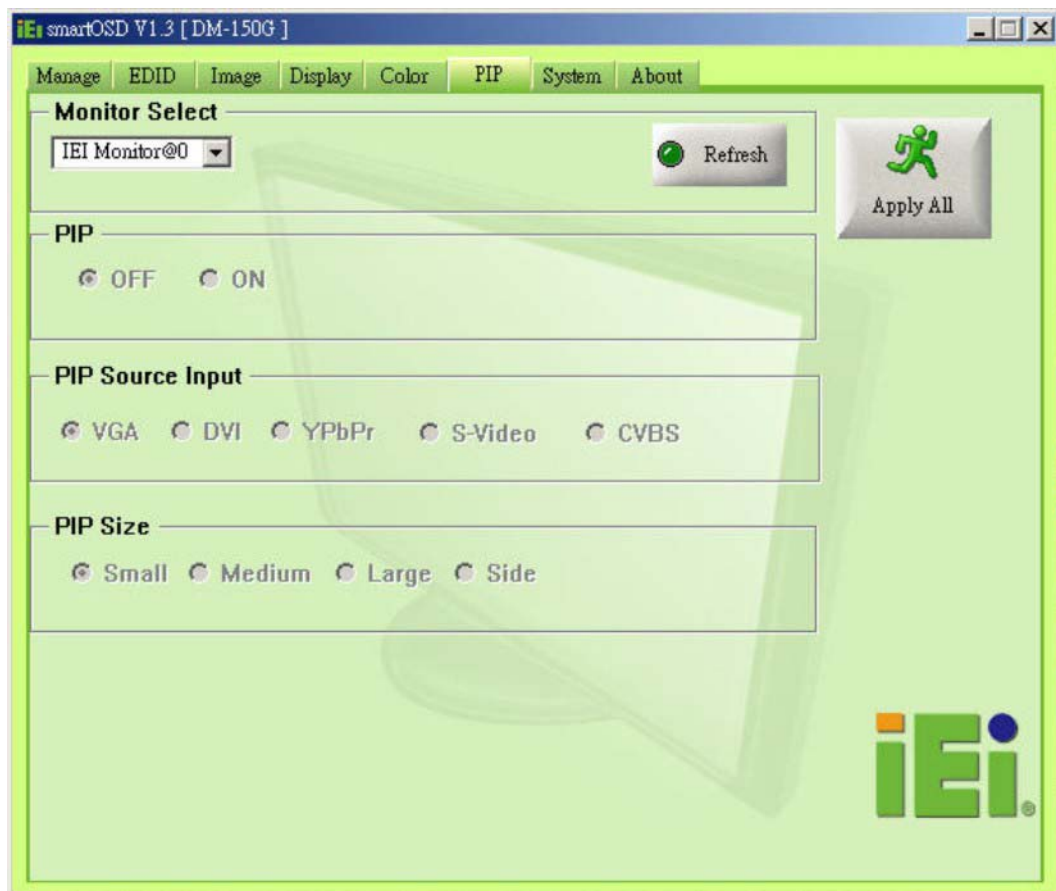 iEi smartOSD V1.3 [ DM-150G ]
Manage EDID Image Display Color PIP System About
Monitor Select
IEI Monitor@0
Refresh
Apply All
PIP
OFF ON
PIP Source Input
VGA DVI YPbPr S-Video CVBS
PIP Size
Small Medium Large Side
iEi®